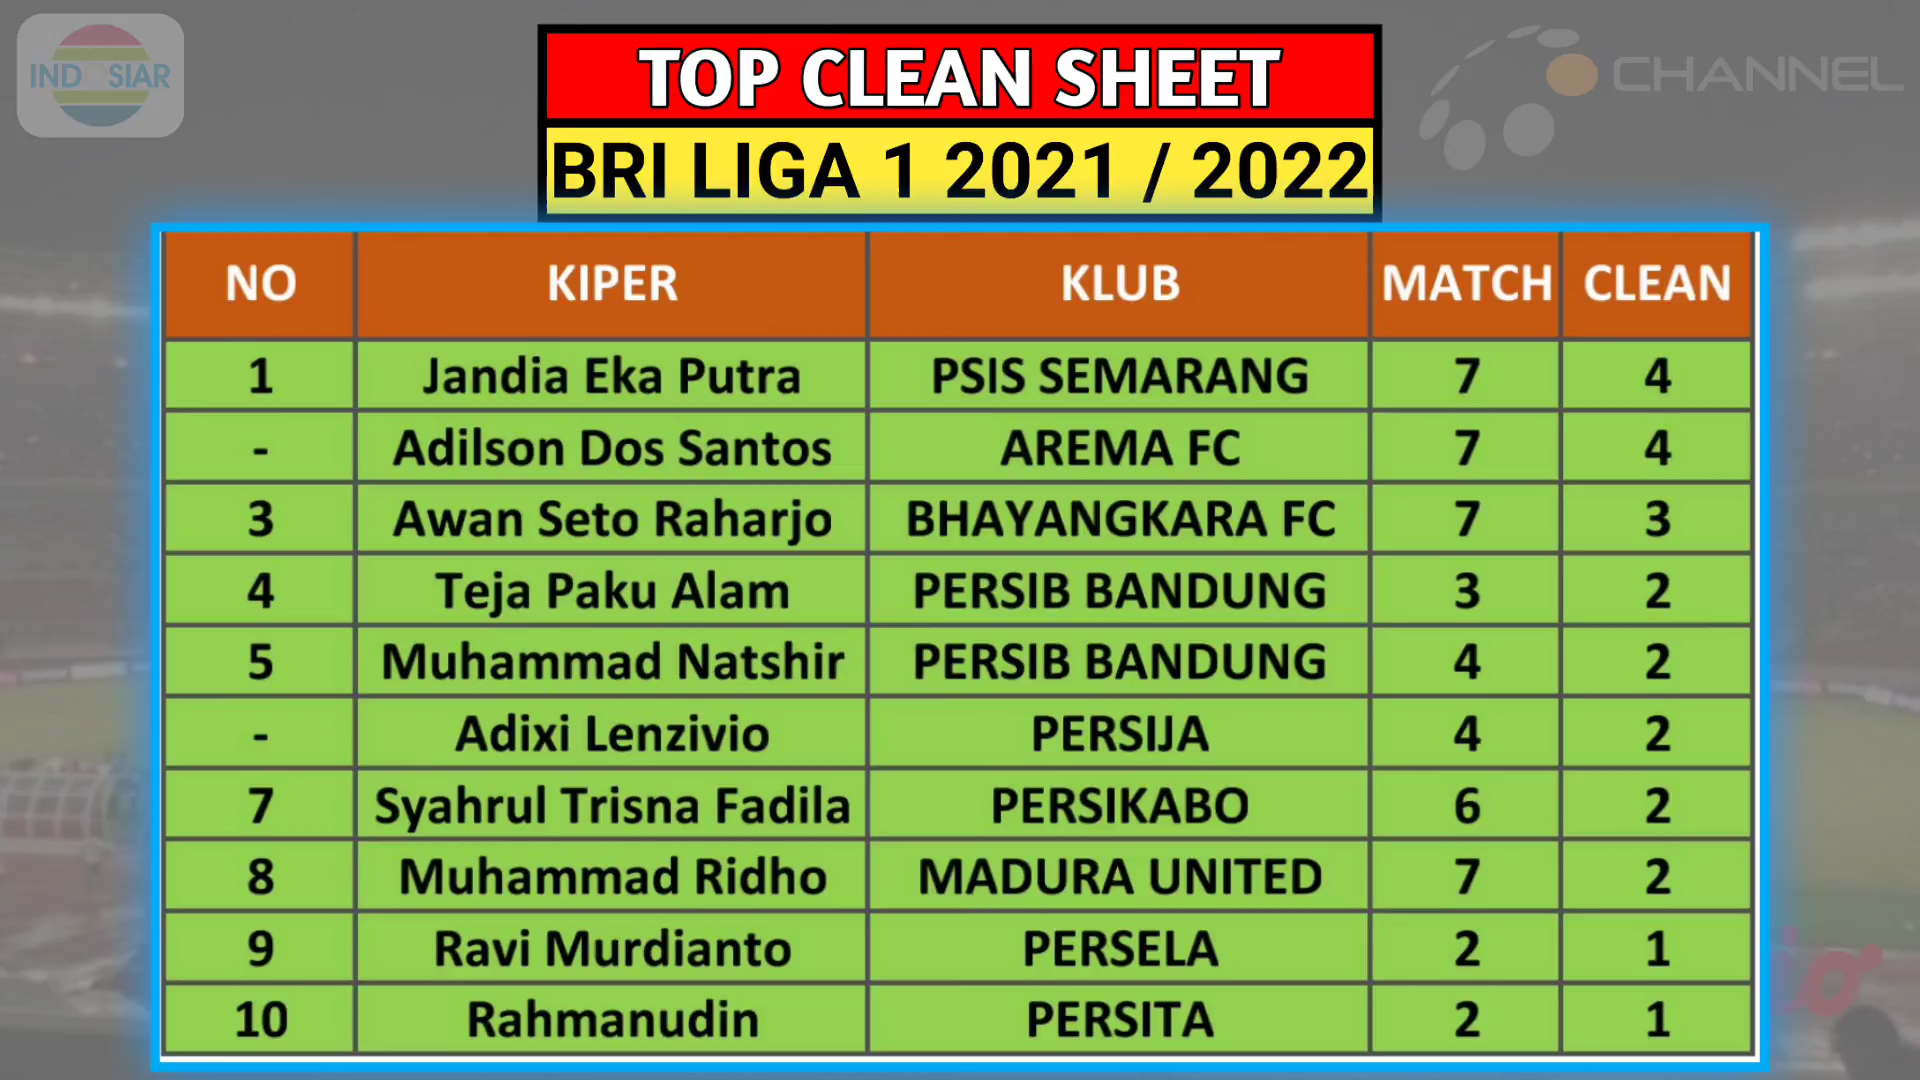 INDOSIAR
TOP CLEAN SHEET
CHANNEL
BRI LIGA 1 2021 / 2022
NO KIPER KLUB MATCH CLEAN
1 Jandia Eka Putra PSIS SEMARANG 7 4
- Adilson Dos Santos AREMA FC 7 4
3 Awan Seto Raharjo BHAYANGKARA FC 7 3
4 Teja Paku Alam PERSIB BANDUNG 3 2
5 Muhammad Natshir PERSIB BANDUNG 4 2
- Adixi Lenzivio PERSIJA 4 2
7 Syahrul Trisna Fadila PERSIKABO 6 2
8 Muhammad Ridho MADURA UNITED 7 2
9 Ravi Murdianto PERSELA 2 1
10 Rahmanudin PERSITA 2 1